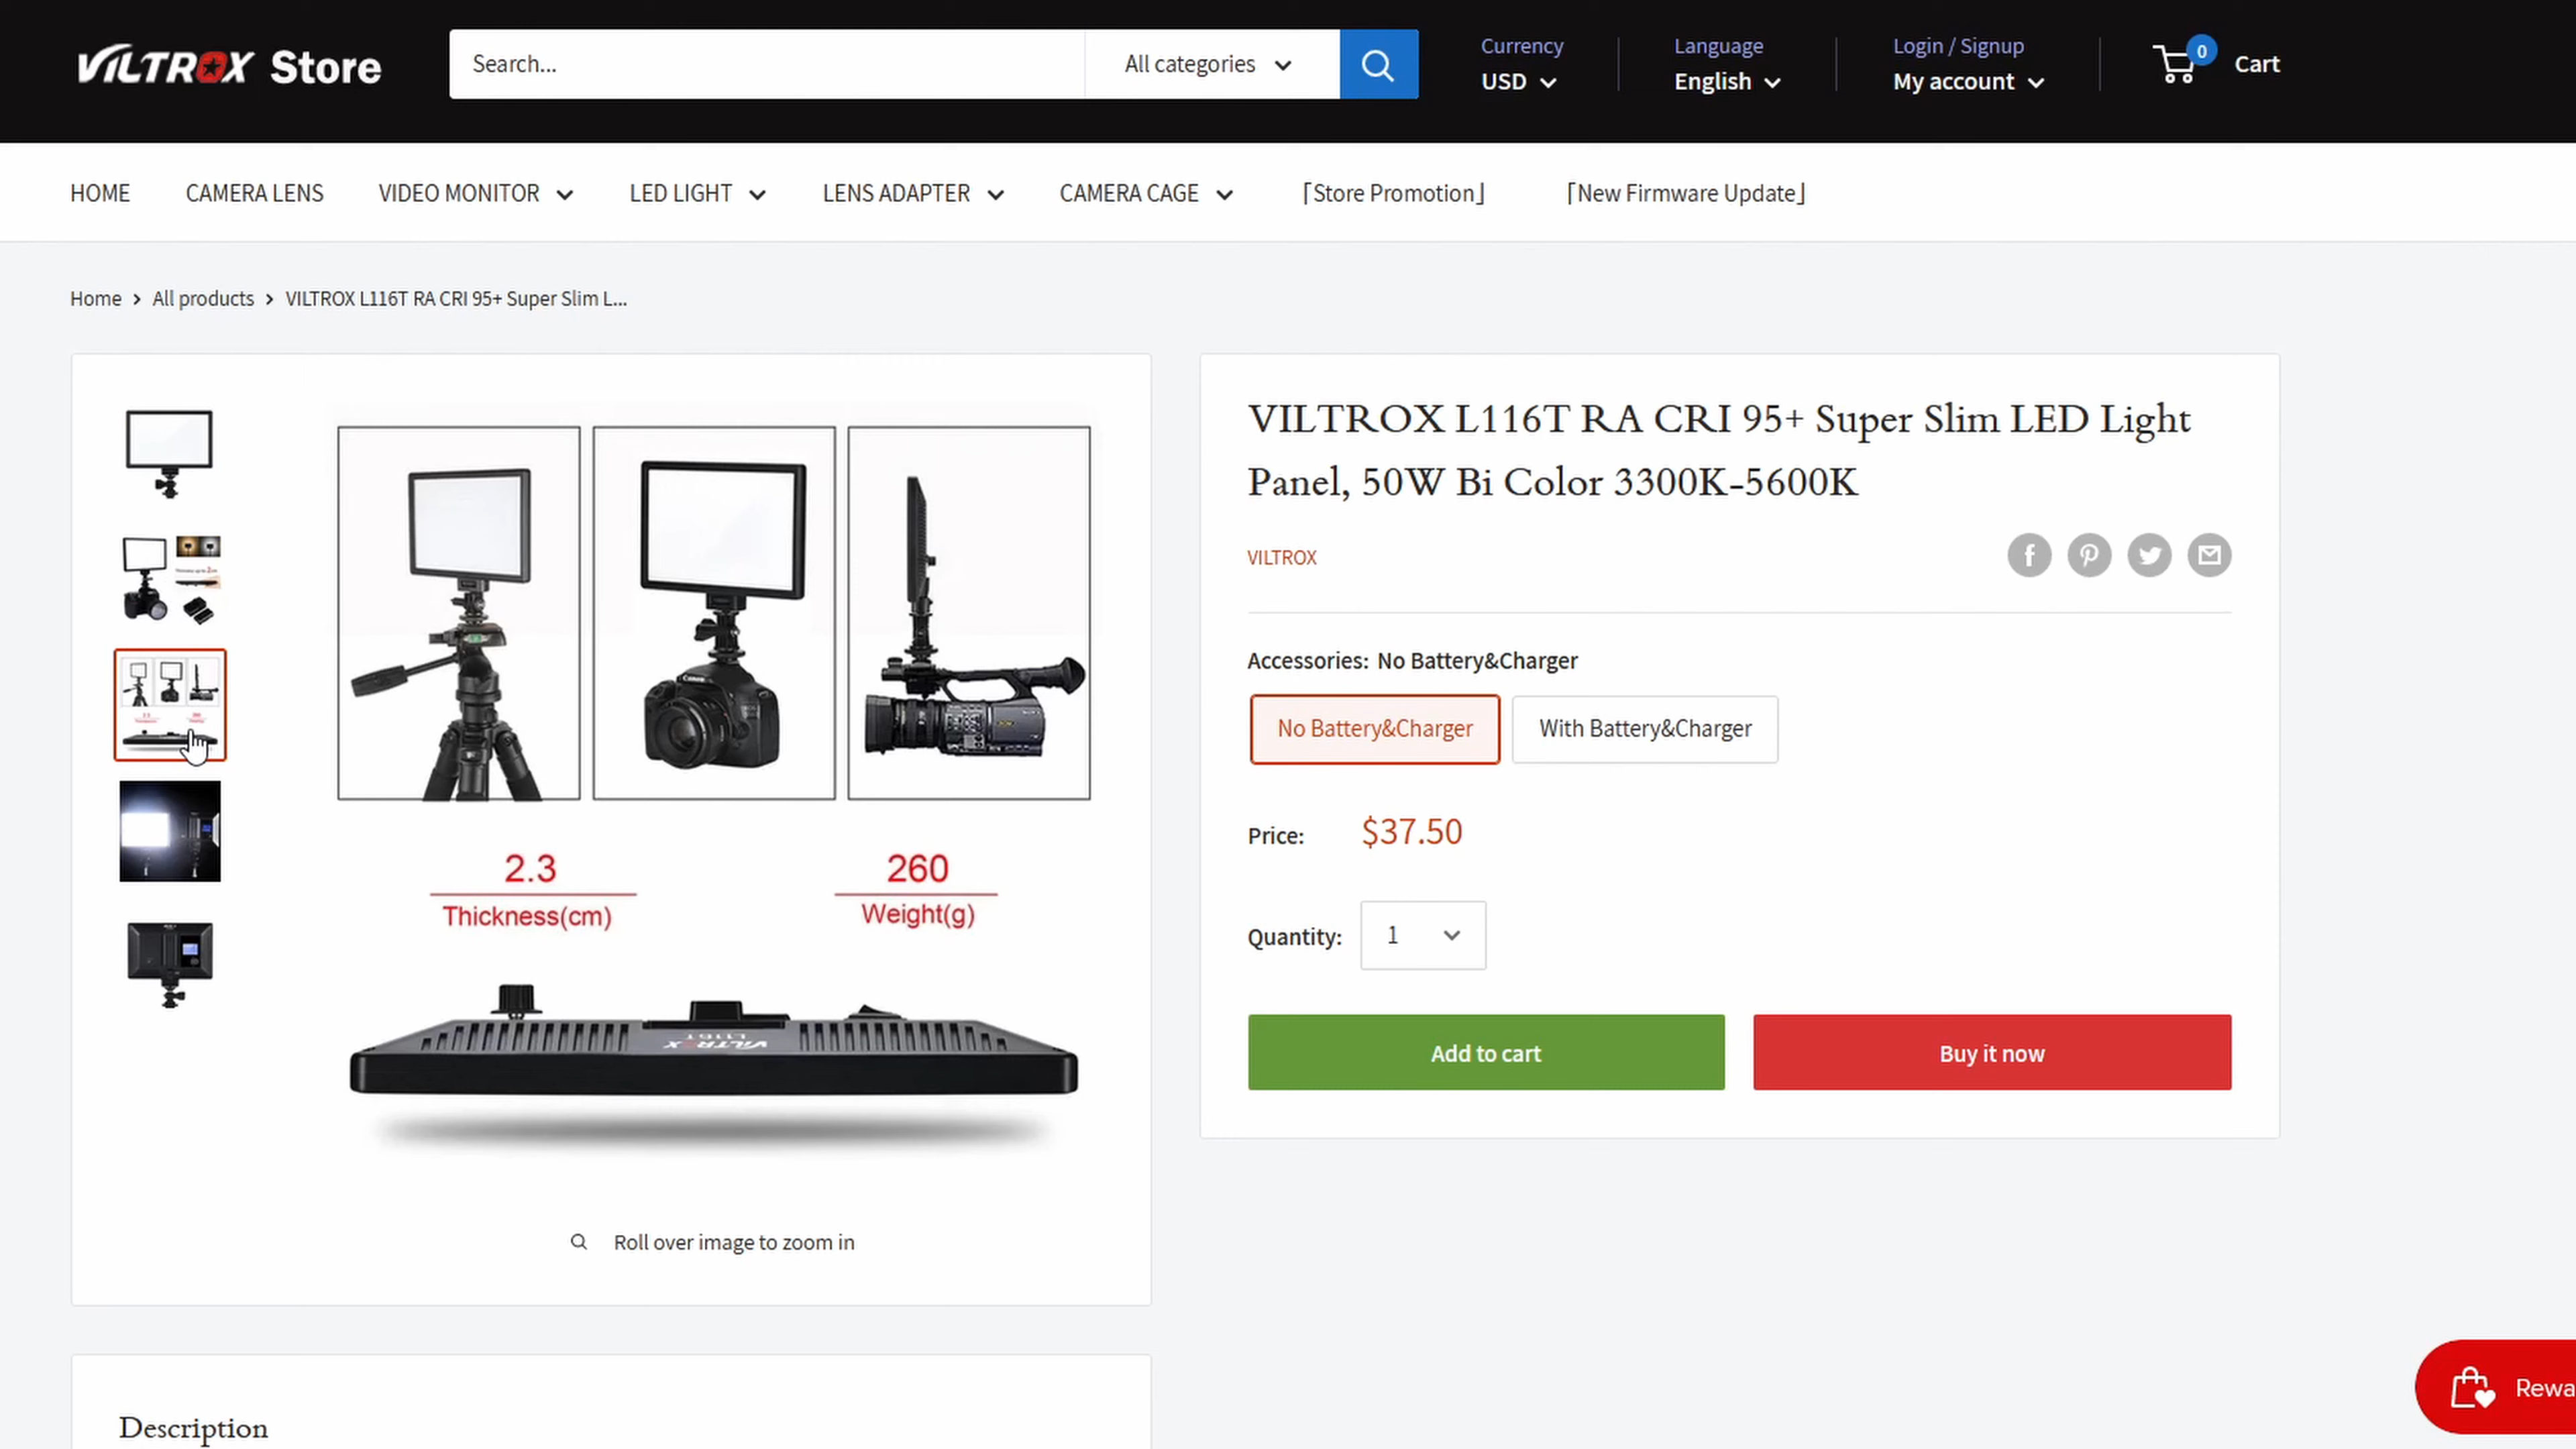 VILTROX Store
Search...
All categories
Currency
USD
Language
English
Login / Signup
My account
0
Cart
HOME
CAMERA LENS
VIDEO MONITOR
LED LIGHT
LENS ADAPTER
CAMERA CAGE
「Store Promotion」
「New Firmware Update」
Home > All products > VILTROX L116T RA CRI 95+ Super Slim L...
VILTROX L116T RA CRI 95+ Super Slim LED Light
Panel, 50W Bi Color 3300K-5600K
VILTROX
Accessories: No Battery&Charger
No Battery&Charger
With Battery&Charger
Price: $37.50
Quantity: 1
Add to cart
Buy it now
Canon
2.3
Thickness(cm)
260
Weight(g)
VILTROX
L116T
Roll over image to zoom in
Description
Rewa